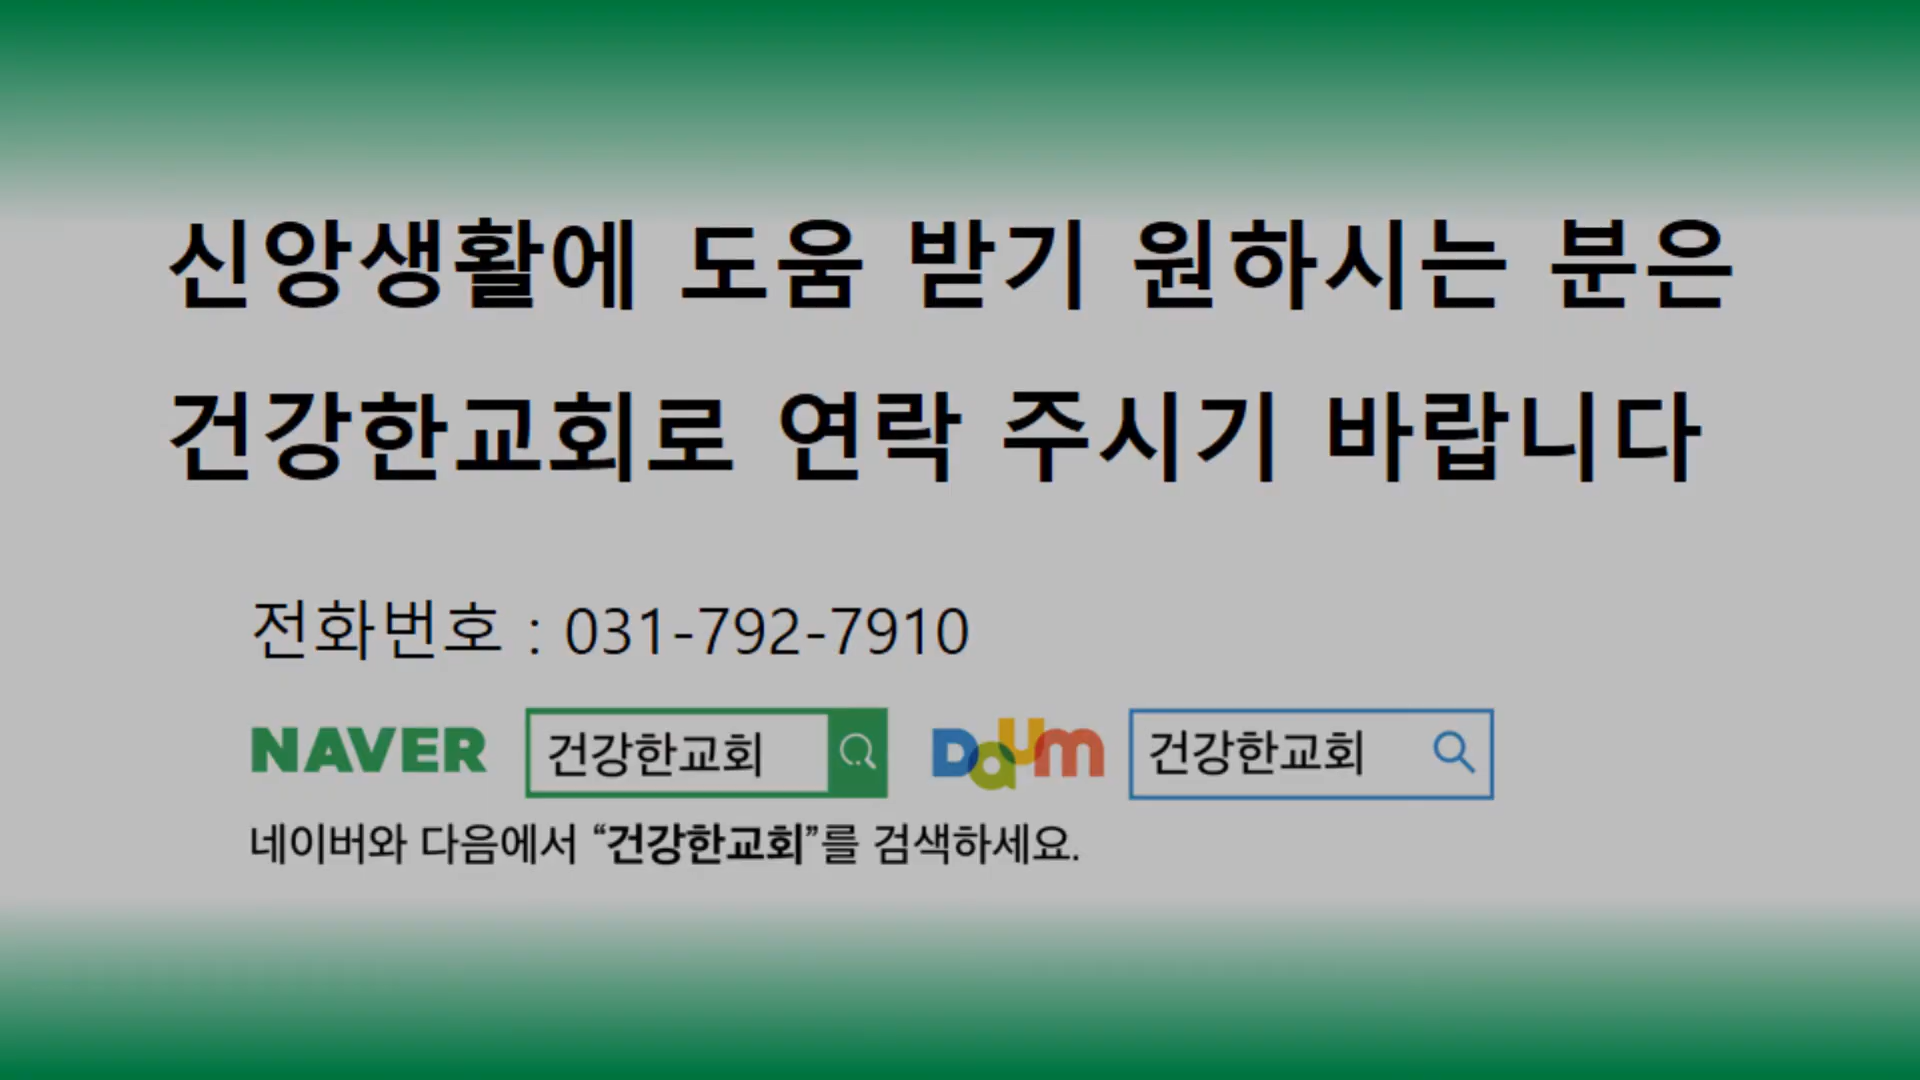 신앙생활에 도움 받기 원하시는 분은
건강한교회로 연락 주시기 바랍니다
전화번호 : 031-792-7910
NAVER 건강한교회 Daum 건강한교회
네이버와 다음에서 “건강한교회”를 검색하세요.